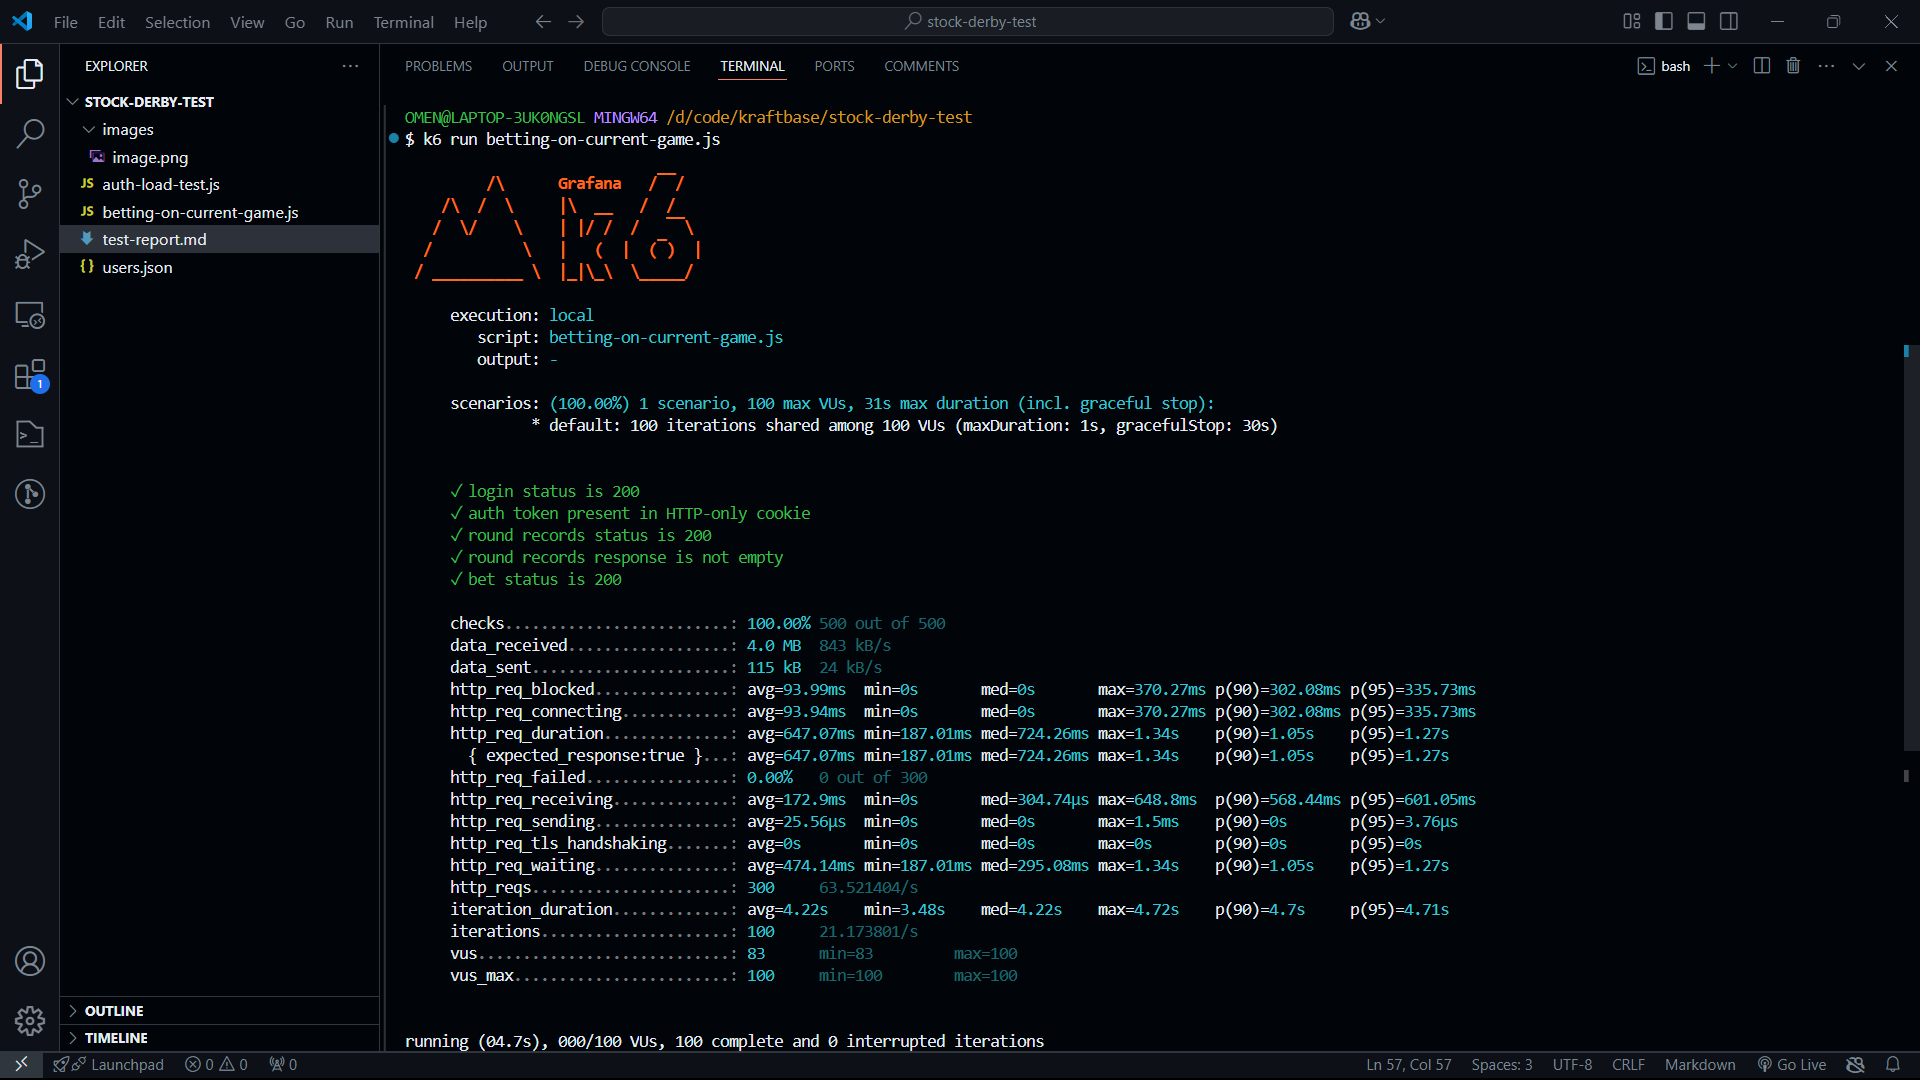 File Edit Selection View Go Run Terminal Help
stock-derby-test
EXPLORER
STOCK-DERBY-TEST
images
image.png
JS auth-load-test.js
JS betting-on-current-game.js
test-report.md
{} users.json
OUTLINE
TIMELINE
1
PROBLEMS OUTPUT DEBUG CONSOLE TERMINAL PORTS COMMENTS
bash
OMEN@LAPTOP-3UK0NGSL MINGW64 /d/code/kraftbase/stock-derby-test
$ k6 run betting-on-current-game.js
Grafana
execution: local
script: betting-on-current-game.js
output: -
scenarios: (100.00%) 1 scenario, 100 max VUs, 31s max duration (incl. graceful stop):
* default: 100 iterations shared among 100 VUs (maxDuration: 1s, gracefulStop: 30s)
✓ login status is 200
✓ auth token present in HTTP-only cookie
✓ round records status is 200
✓ round records response is not empty
✓ bet status is 200
checks.........................: 100.00% 500 out of 500
data_received..................: 4.0 MB 843 kB/s
data_sent......................: 115 kB 24 kB/s
http_req_blocked...............: avg=93.99ms min=0s med=0s max=370.27ms p(90)=302.08ms p(95)=335.73ms
http_req_connecting............: avg=93.94ms min=0s med=0s max=370.27ms p(90)=302.08ms p(95)=335.73ms
http_req_duration..............: avg=647.07ms min=187.01ms med=724.26ms max=1.34s p(90)=1.05s p(95)=1.27s
{ expected_response:true }...: avg=647.07ms min=187.01ms med=724.26ms max=1.34s p(90)=1.05s p(95)=1.27s
http_req_failed................: 0.00% 0 out of 300
http_req_receiving.............: avg=172.9ms min=0s med=304.74µs max=648.8ms p(90)=568.44ms p(95)=601.05ms
http_req_sending...............: avg=25.56µs min=0s med=0s max=1.5ms p(90)=0s p(95)=3.76µs
http_req_tls_handshaking.......: avg=0s min=0s med=0s max=0s p(90)=0s p(95)=0s
http_req_waiting...............: avg=474.14ms min=187.01ms med=295.08ms max=1.34s p(90)=1.05s p(95)=1.27s
http_reqs......................: 300 63.521404/s
iteration_duration.............: avg=4.22s min=3.48s med=4.22s max=4.72s p(90)=4.7s p(95)=4.71s
iterations.....................: 100 21.173801/s
vus............................: 83 min=83 max=100
vus_max........................: 100 min=100 max=100
running (04.7s), 000/100 VUs, 100 complete and 0 interrupted iterations
Launchpad 0 0 0 Ln 57, Col 57 Spaces: 3 UTF-8 CRLF Markdown Go Live